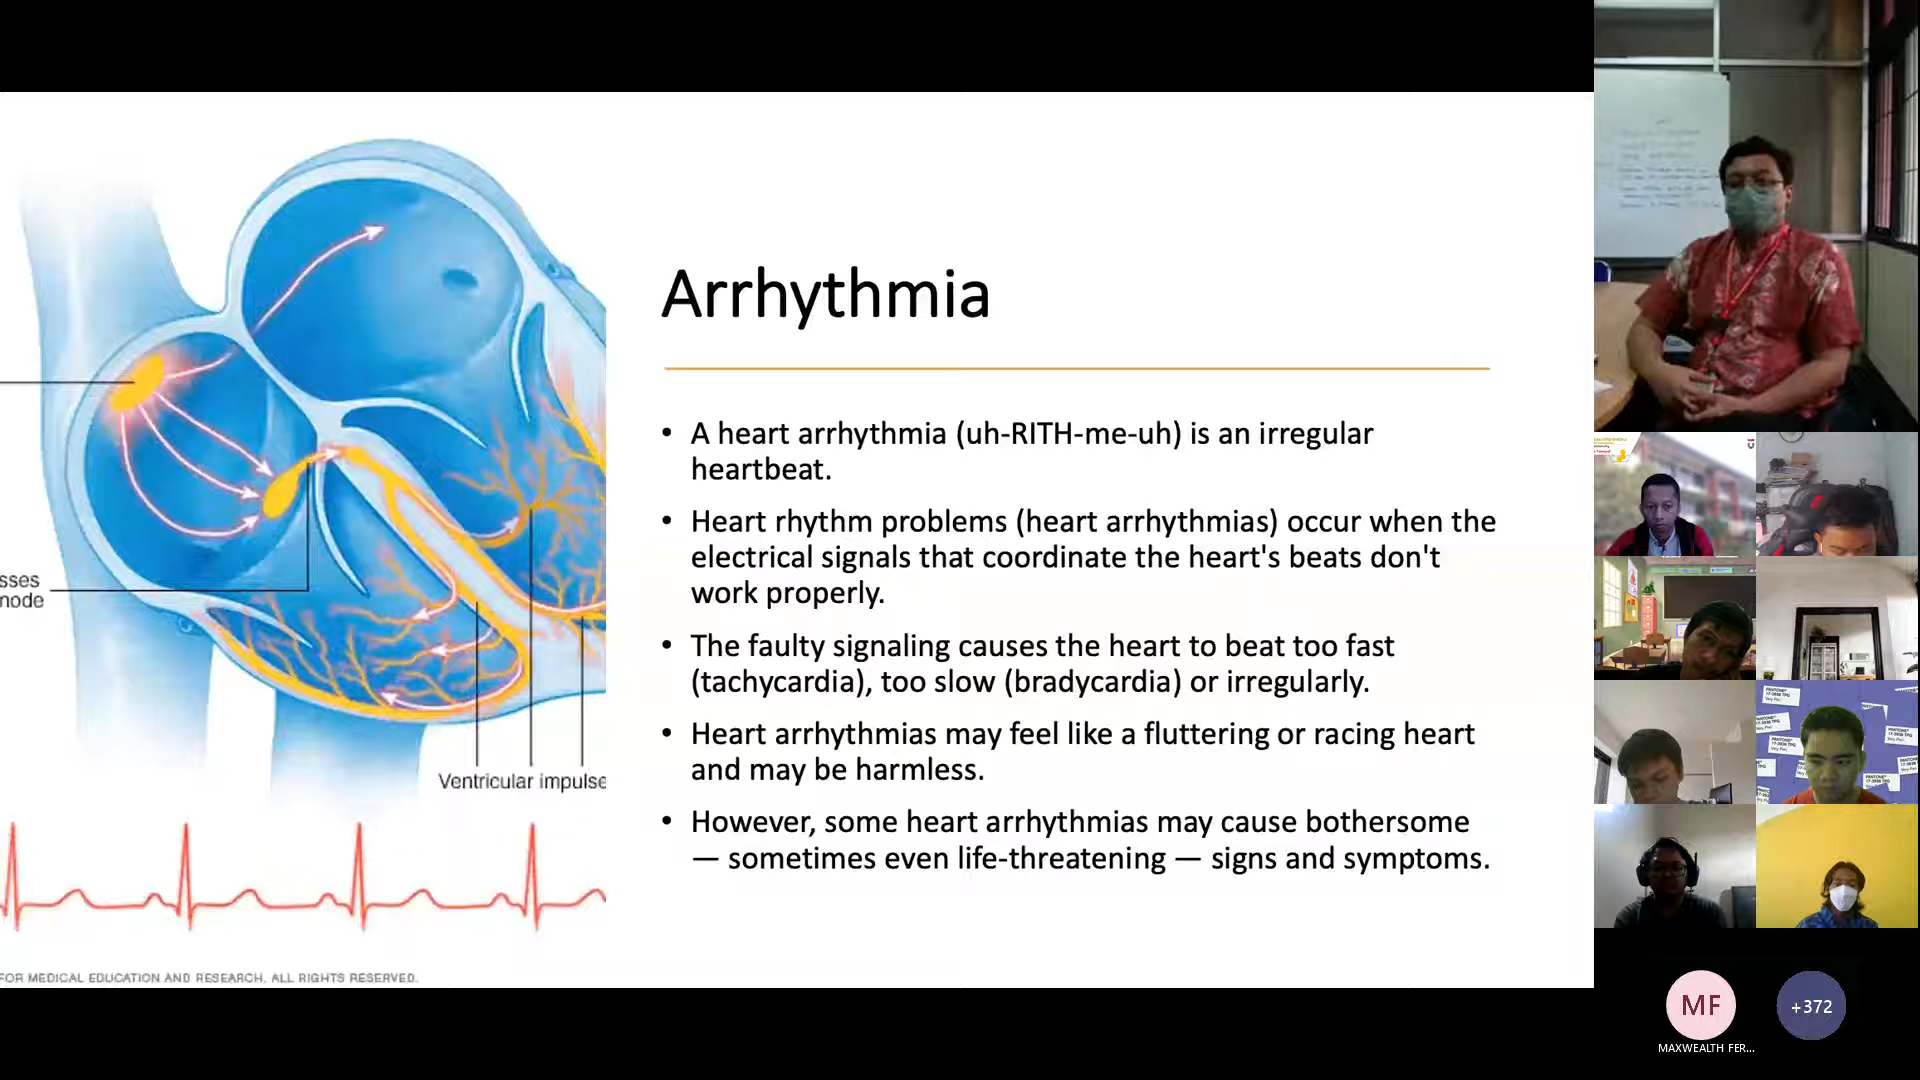 Arrhythmia
• A heart arrhythmia (uh-RITH-me-uh) is an irregular
heartbeat.
• Heart rhythm problems (heart arrhythmias) occur when the
electrical signals that coordinate the heart's beats don't
work properly.
• The faulty signaling causes the heart to beat too fast
(tachycardia), too slow (bradycardia) or irregularly.
• Heart arrhythmias may feel like a fluttering or racing heart
and may be harmless.
• However, some heart arrhythmias may cause bothersome
— sometimes even life-threatening — signs and symptoms.
sses
node
Ventricular impulse
FOR MEDICAL EDUCATION AND RESEARCH. ALL RIGHTS RESERVED.
PANTONE
MF
+372
MAXWEALTH FER...